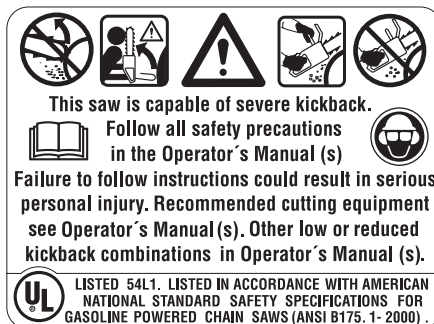 This saw is capable of severe kickback.
Follow all safety precautions
in the Operator´s Manual (s)
Failure to follow instructions could result in serious
personal injury. Recommended cutting equipment
see Operator´s Manual (s). Other low or reduced
kickback combinations in Operator´s Manual (s).
UL
LISTED 54L1. LISTED IN ACCORDANCE WITH AMERICAN
NATIONAL STANDARD SAFETY SPECIFICATIONS FOR
GASOLINE POWERED CHAIN SAWS (ANSI B175. 1- 2000) .